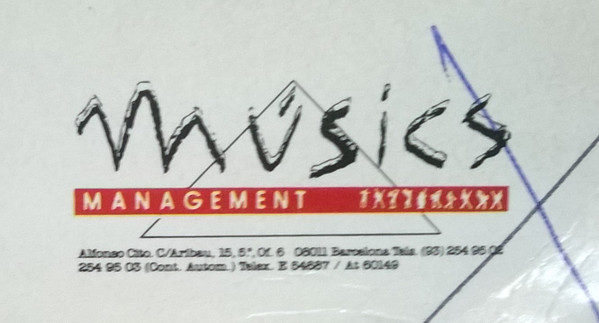 Músics
MANAGEMENT
Alfonso Cito. C/Aribau, 15, 5º, Of. 6 08011 Barcelona Tels. (93) 254 95 02
254 95 03 (Cont. Autom.) Telex. E 54687 / At 60149